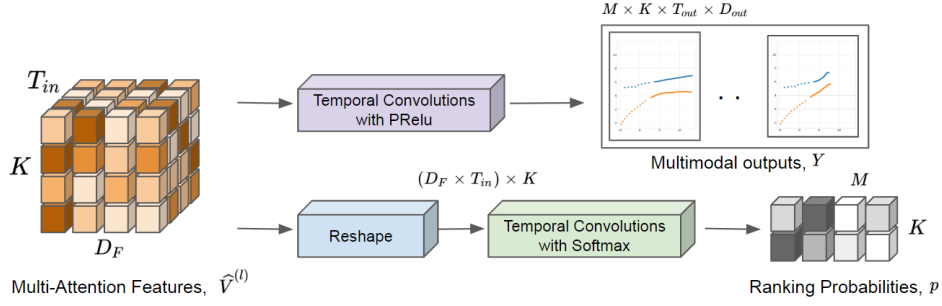 M × K × T_out × D_out
T_in
Temporal Convolutions
with PRelu
. .
K
Multimodal outputs, Y
(D_F × T_in) × K
M
D_F
Reshape
Temporal Convolutions
with Softmax
K
Multi-Attention Features, V̂^(l)
Ranking Probabilities, p